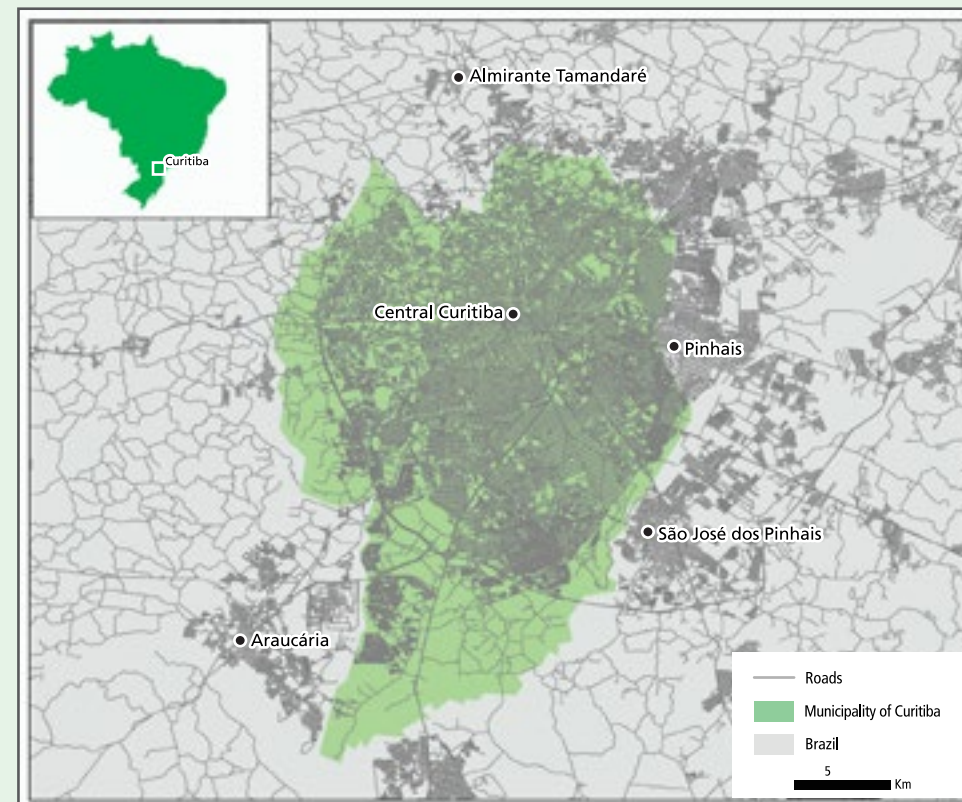 Curitiba
Almirante Tamandaré
Central Curitiba
Pinhais
São José dos Pinhais
Araucária
Roads
Municipality of Curitiba
Brazil
5
Km